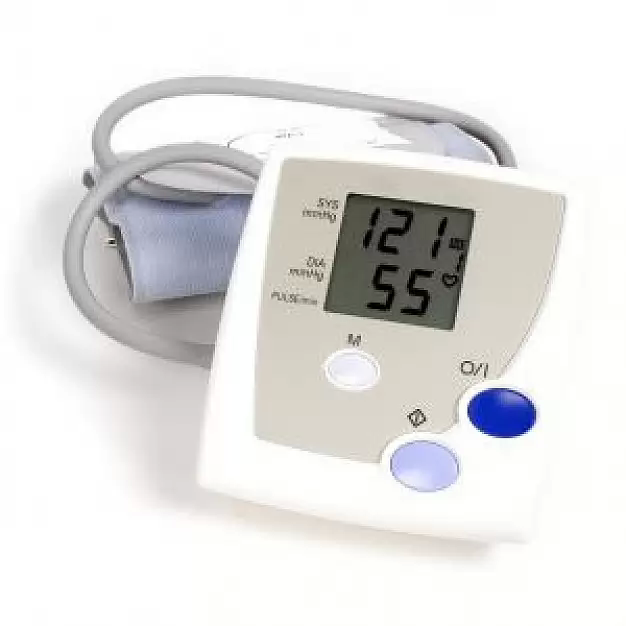 SYS
mmHg
121
DIA
mmHg
55
PULSE/min
M
O/I